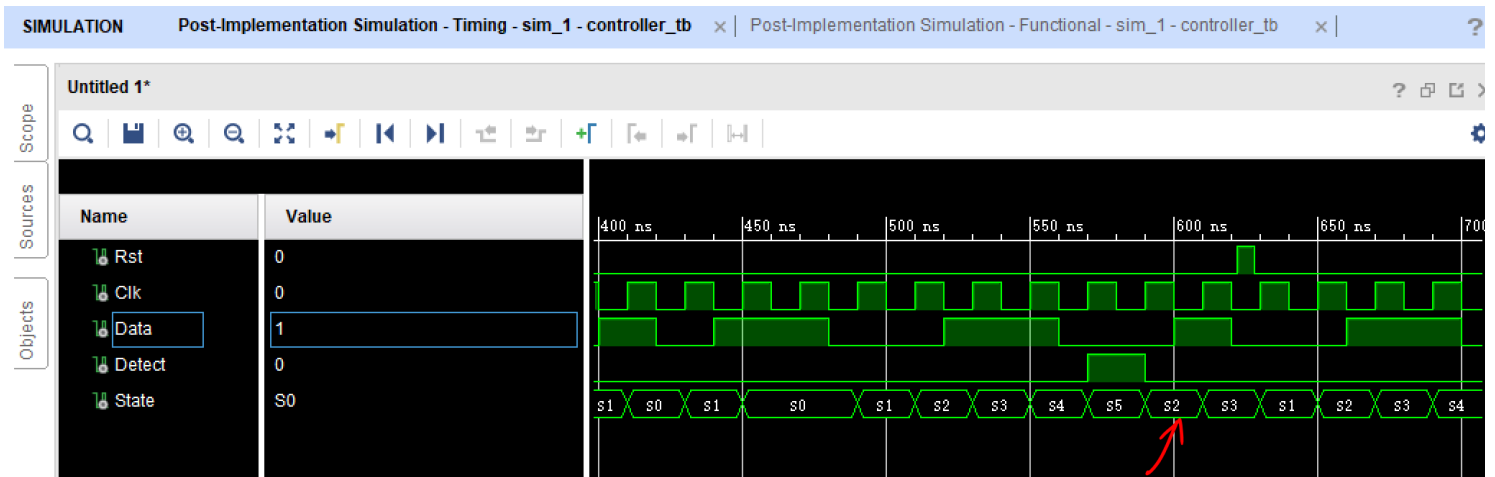 SIMULATION Post-Implementation Simulation - Timing - sim_1 - controller_tb × Post-Implementation Simulation - Functional - sim_1 - controller_tb × ?
Untitled 1* ?
Scope
Sources
Objects
Name Value
400 ns 450 ns 500 ns 550 ns 600 ns 650 ns 700
Rst 0
Clk 0
Data 1
Detect 0
State S0 s1 s0 s1 s0 s1 s2 s3 s4 s5 s2 s3 s1 s2 s3 s4